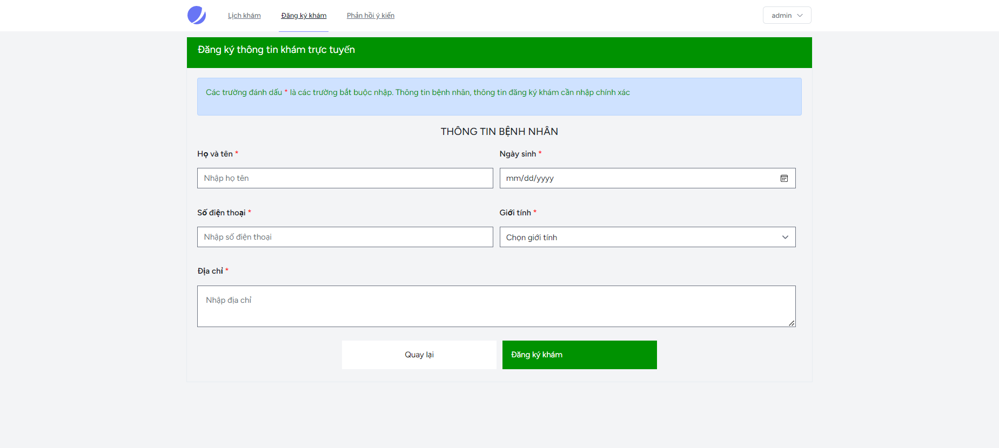 Lịch khám
Đăng ký khám
Phản hồi ý kiến
admin
Đăng ký thông tin khám trực tuyến
Các trường đánh dấu * là các trường bắt buộc nhập. Thông tin bệnh nhân, thông tin đăng ký khám cần nhập chính xác
THÔNG TIN BỆNH NHÂN
Họ và tên *
Ngày sinh *
Nhập họ tên
mm/dd/yyyy
Số điện thoại *
Giới tính *
Nhập số điện thoại
Chọn giới tính
Địa chỉ *
Nhập địa chỉ
Quay lại
Đăng ký khám